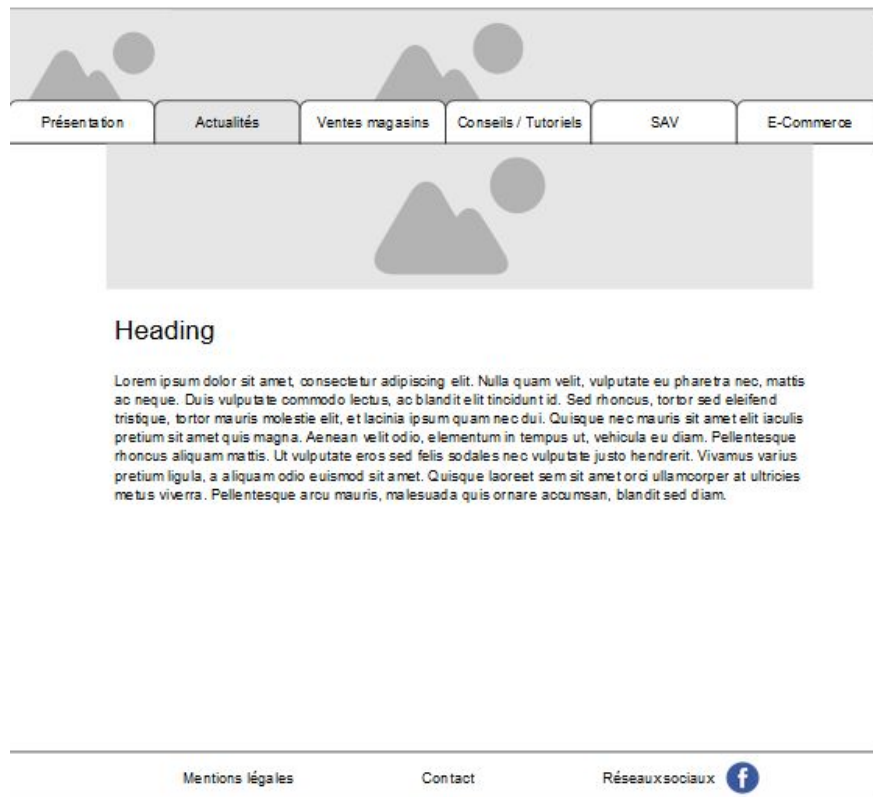 Présentation Actualités Ventes magasins Conseils / Tutoriels SAV E-Commerce
Heading
Lorem ipsum dolor sit amet, consectetur adipiscing elit. Nulla quam velit, vulputate eu pharetra nec, mattis
ac neque. Duis vulputate commodo lectus, ac blandit elit tincidunt id. Sed rhoncus, tortor sed eleifend
tristique, tortor mauris molestie elit, et lacinia ipsum quam nec dui. Quisque nec mauris sit amet elit iaculis
pretium sit amet quis magna. Aenean velit odio, elementum in tempus ut, vehicula eu diam. Pellentesque
rhoncus aliquam mattis. Ut vulputate eros sed felis sodales nec vulputate justo hendrerit. Vivamus varius
pretium ligula, a aliquam odio euismod sit amet. Quisque laoreet sem sit amet orci ullamcorper at ultricies
metus viverra. Pellentesque arcu mauris, malesuada quis ornare accumsan, blandit sed diam.
Mentions légales Contact Réseaux sociaux f